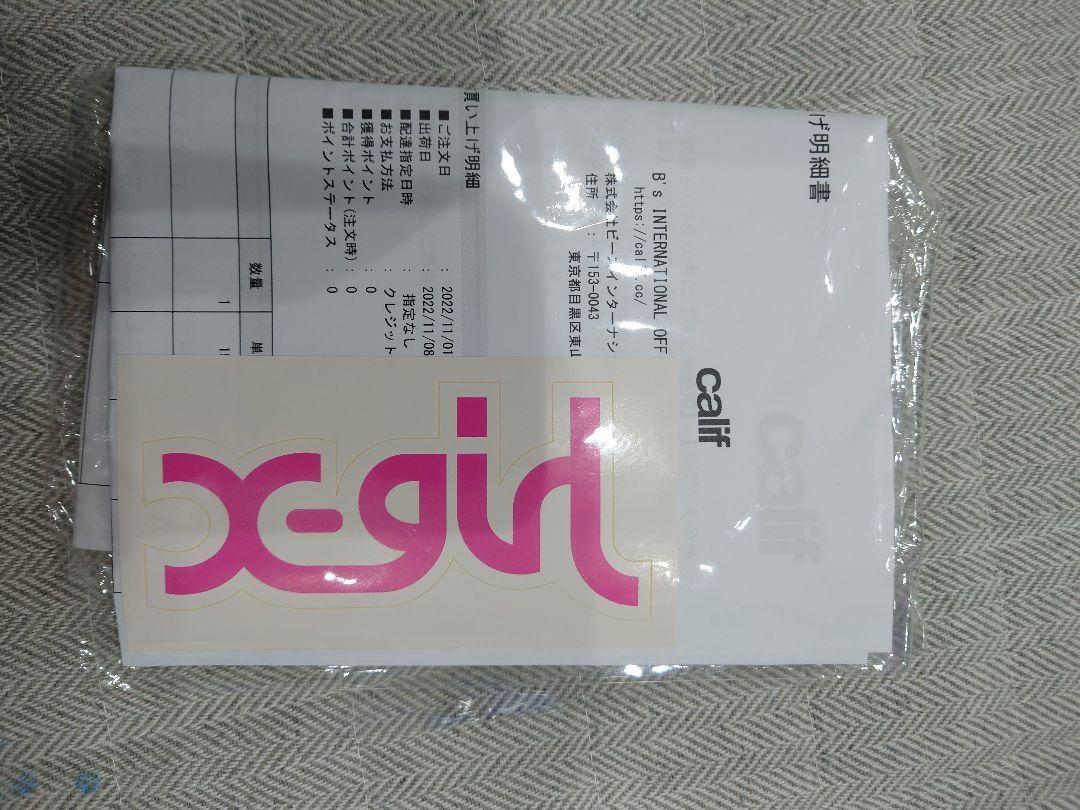 げ明細書
calif
B's INTERNATIONAL OFF
https://cal
.cc/
株式会社ビー
インターナシ
住所 : 〒153-0043
東京都目黒区東山
買い上げ明細
■ご注文日 : 2022/11/01
■出荷日 : 2022/11/08
■配達指定日時 : 指定なし
■お支払方法 : クレジット
■獲得ポイント : 0
■合計ポイント(注文時): 0
■ポイントステータス : 0
数量 単
1
X-girl